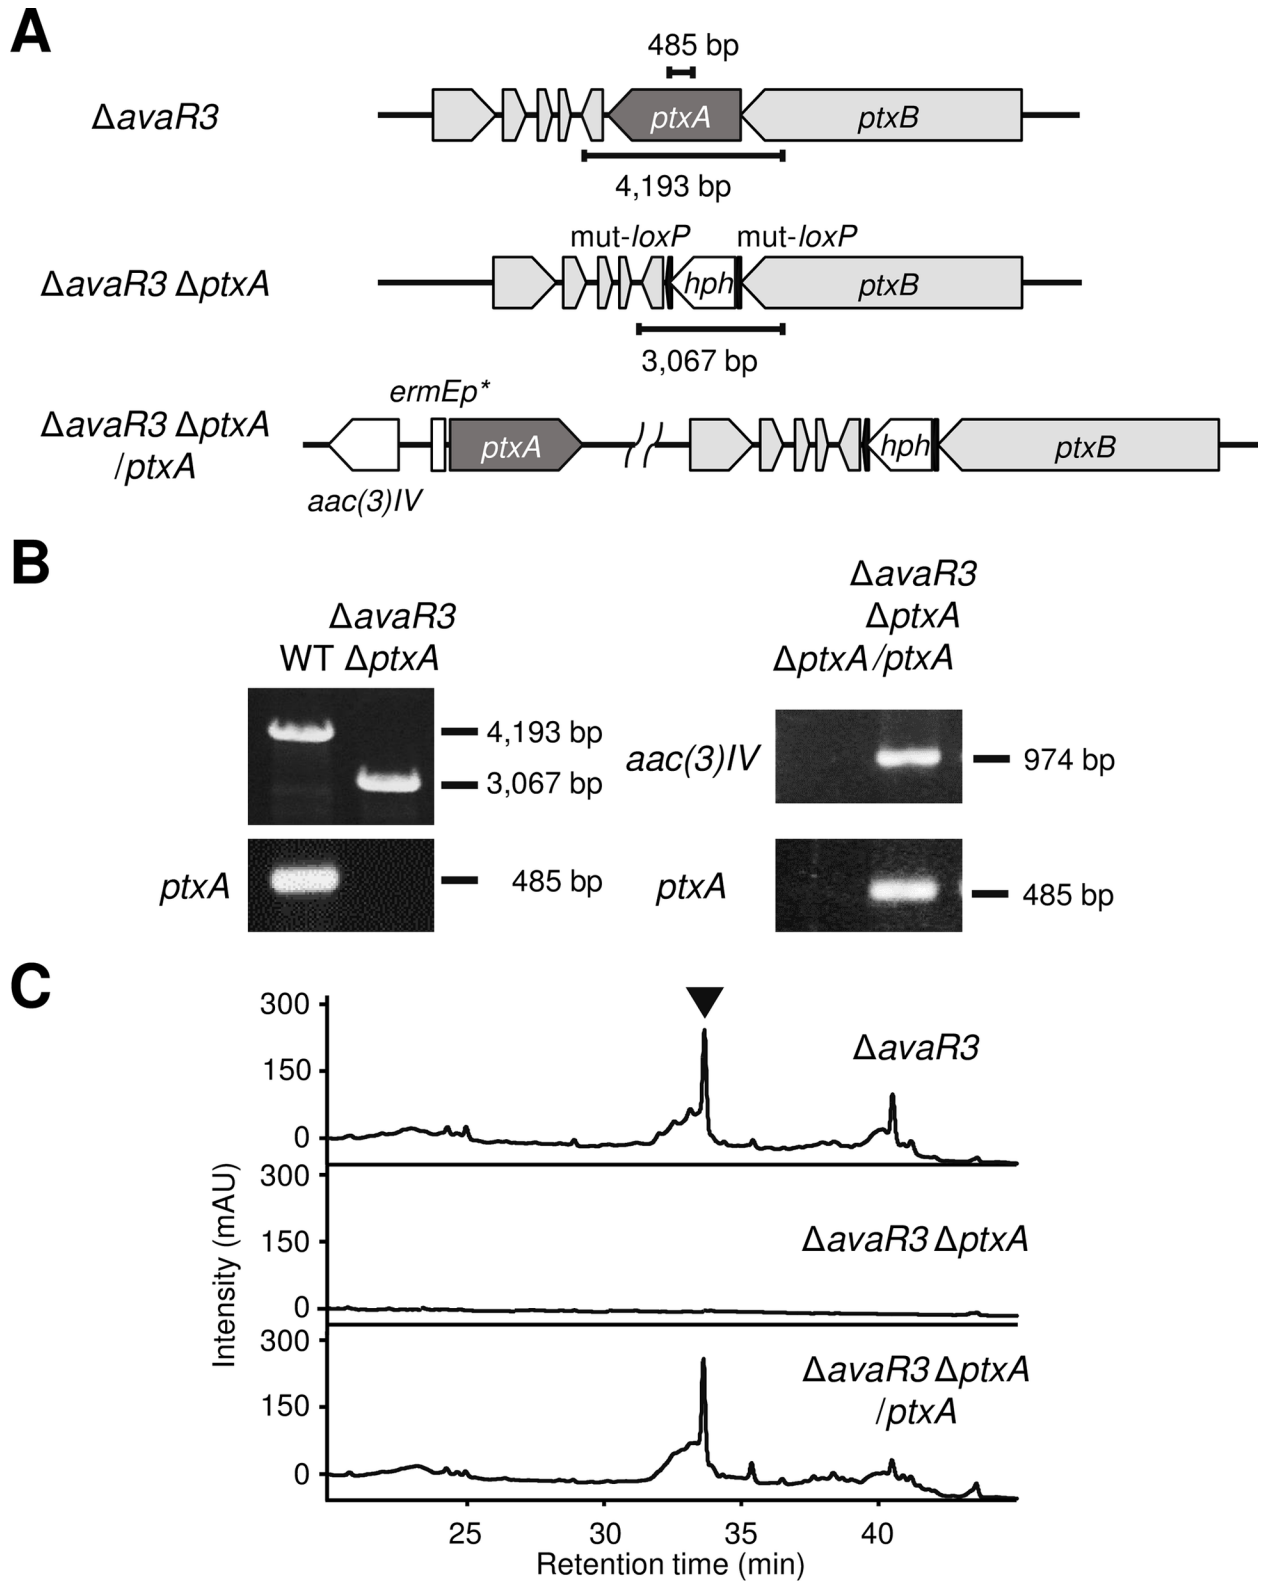 A
485 bp
ΔavaR3
ptxA
ptxB
4,193 bp
mut-loxP
mut-loxP
ΔavaR3 ΔptxA
hph
ptxB
3,067 bp
ermEp*
ΔavaR3 ΔptxA
/ptxA
ptxA
hph
ptxB
aac(3)IV
B
ΔavaR3
WT ΔptxA
4,193 bp
3,067 bp
ptxA
485 bp
ΔavaR3
ΔptxA
ΔptxA /ptxA
aac(3)IV
974 bp
ptxA
485 bp
C
300
150
0
ΔavaR3
300
150
0
ΔavaR3 ΔptxA
300
150
0
ΔavaR3 ΔptxA
/ptxA
Intensity (mAU)
25 30 35 40
Retention time (min)